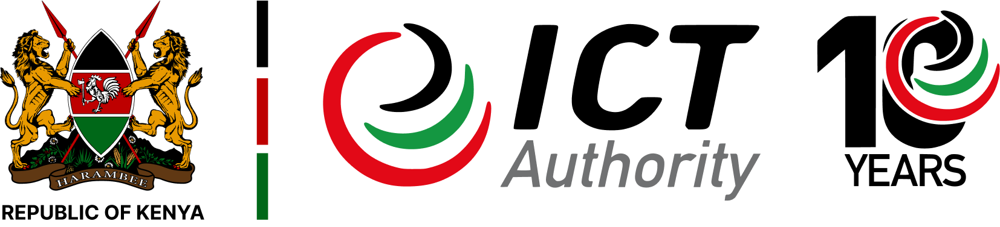 HARAMBEE
REPUBLIC OF KENYA
ICT
Authority
10
YEARS